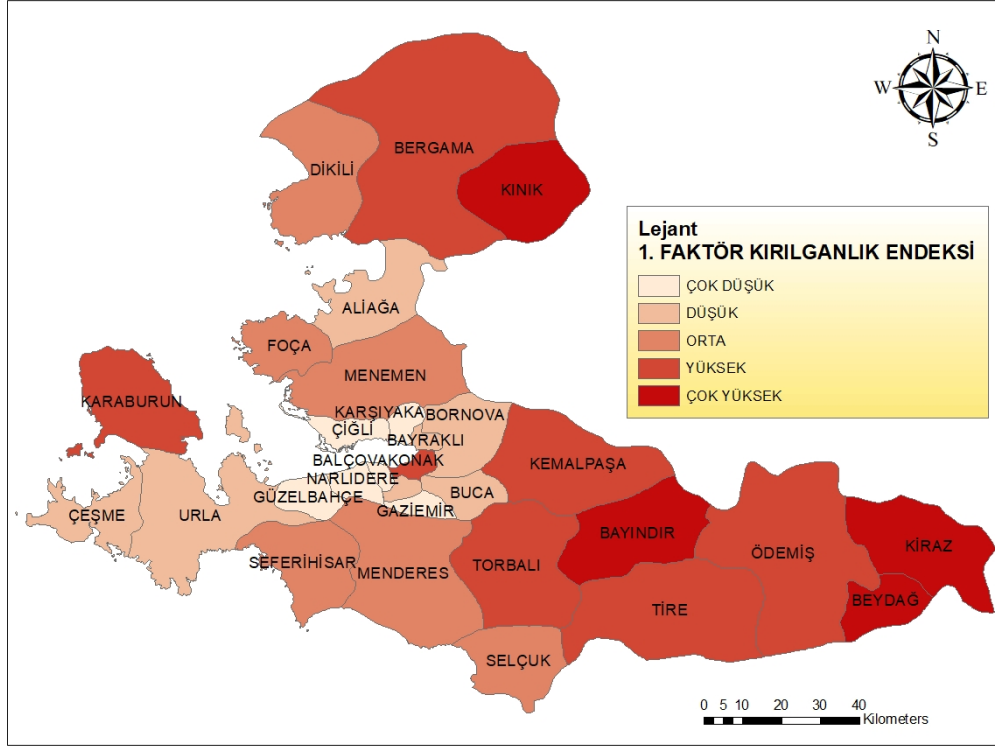 N
W E
S
BERGAMA
DİKİLİ
KINIK
Lejant
1. FAKTÖR KIRILGANLIK ENDEKSİ
ÇOK DÜŞÜK
DÜŞÜK
ORTA
YÜKSEK
ÇOK YÜKSEK
ALİAĞA
FOÇA
MENEMEN
KARABURUN
KARŞIYAKA
BORNOVA
ÇİĞLİ
BAYRAKLI
BALÇOVA
KONAK
KEMALPAŞA
NARLIDERE
GÜZELBAHÇE
BUCA
GAZİEMİR
ÇEŞME
URLA
BAYINDIR
ÖDEMİŞ
KİRAZ
SEFERİHİSAR
MENDERES
TORBALI
BEYDAĞ
TİRE
SELÇUK
0 5 10 20 30 40
Kilometers